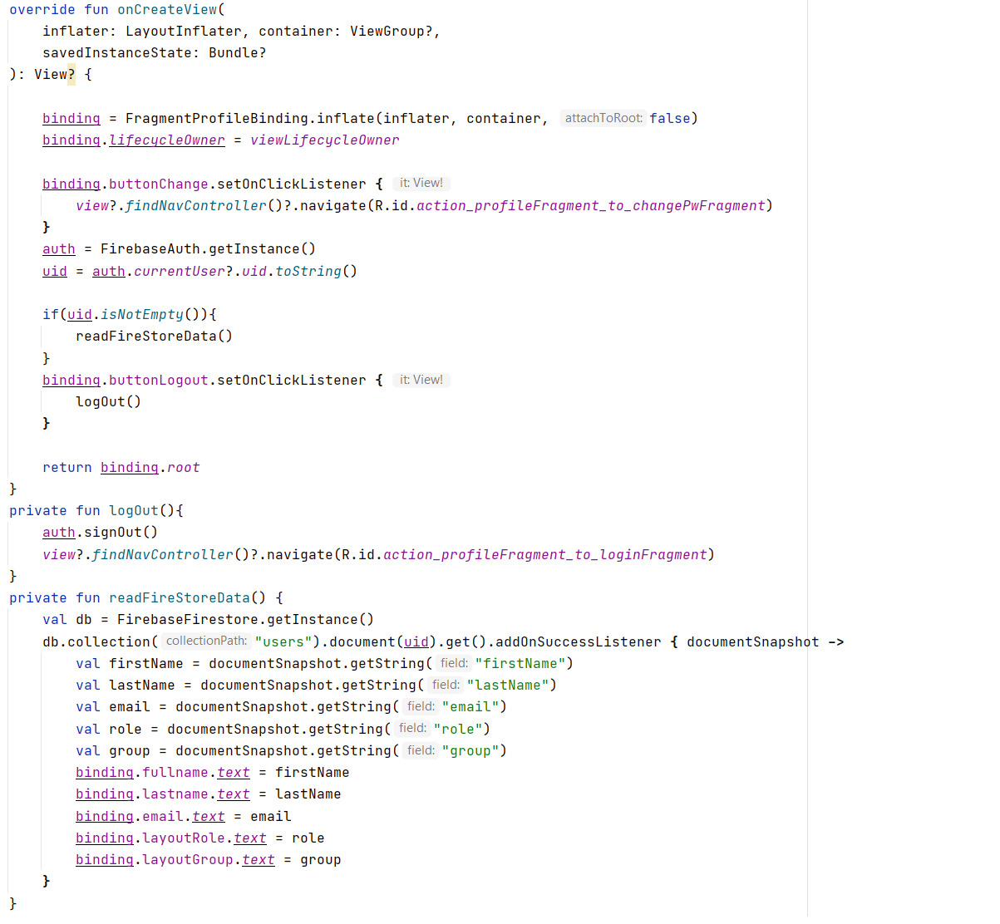 override fun onCreateView(
    inflater: LayoutInflater, container: ViewGroup?,
    savedInstanceState: Bundle?
): View? {
    binding = FragmentProfileBinding.inflate(inflater, container, attachToRoot: false)
    binding.lifecycleOwner = viewLifecycleOwner
    binding.buttonChange.setOnClickListener { it: View!
        view?.findNavController()?.navigate(R.id.action_profileFragment_to_changePwFragment)
    }
    auth = FirebaseAuth.getInstance()
    uid = auth.currentUser?.uid.toString()
    if(uid.isNotEmpty()){
        readFireStoreData()
    }
    binding.buttonLogout.setOnClickListener { it: View!
        logOut()
    }
    return binding.root
}
private fun logOut(){
    auth.signOut()
    view?.findNavController()?.navigate(R.id.action_profileFragment_to_loginFragment)
}
private fun readFireStoreData() {
    val db = FirebaseFirestore.getInstance()
    db.collection( collectionPath: "users").document(uid).get().addOnSuccessListener { documentSnapshot ->
        val firstName = documentSnapshot.getString( field: "firstName")
        val lastName = documentSnapshot.getString( field: "lastName")
        val email = documentSnapshot.getString( field: "email")
        val role = documentSnapshot.getString( field: "role")
        val group = documentSnapshot.getString( field: "group")
        binding.fullname.text = firstName
        binding.lastname.text = lastName
        binding.email.text = email
        binding.layoutRole.text = role
        binding.layoutGroup.text = group
    }
}